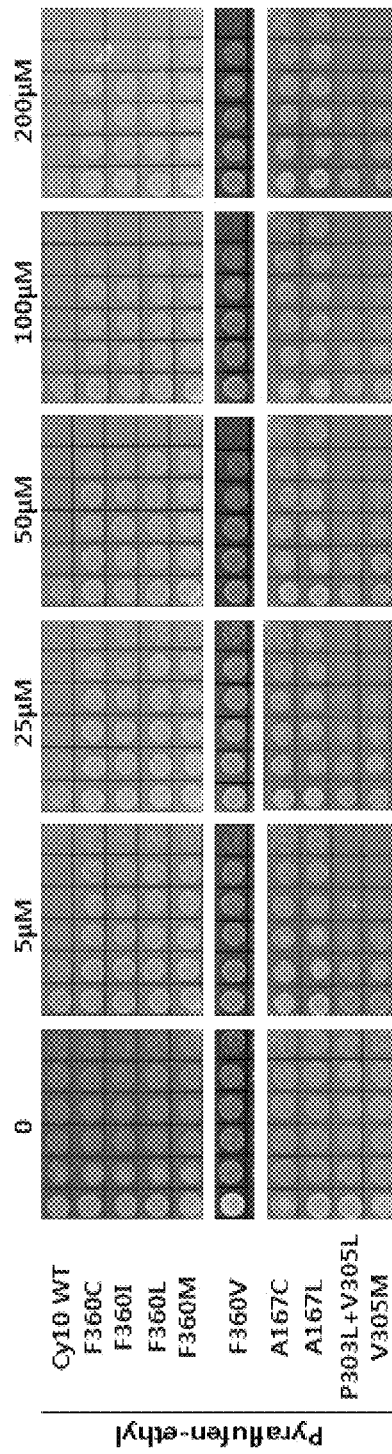 0 5μM 25μM 50μM 100μM 200μM
Pyraflufen-ethyl
Cy10 WT
F360C
F360I
F360L
F360M
F360V
A167C
A167L
P303L+V305L
V305M